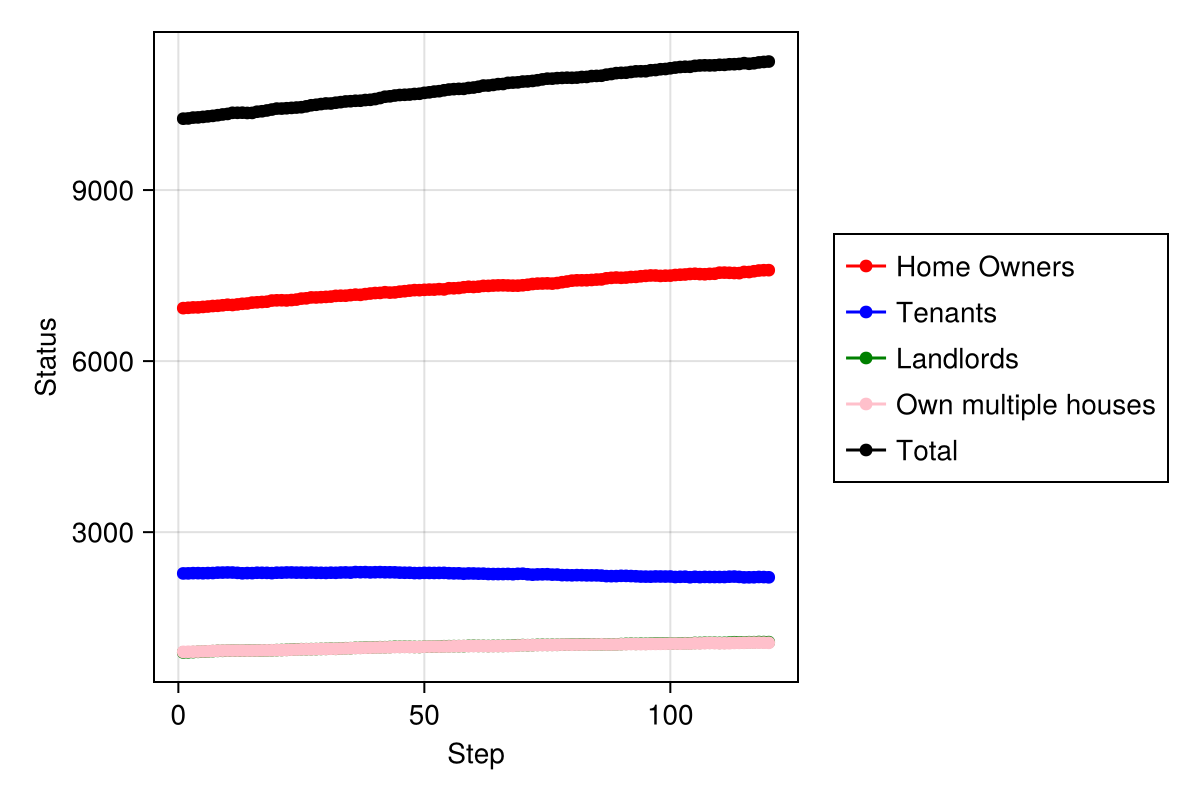 9000
6000
3000
Status
0
50
100
Step
Home Owners
Tenants
Landlords
Own multiple houses
Total